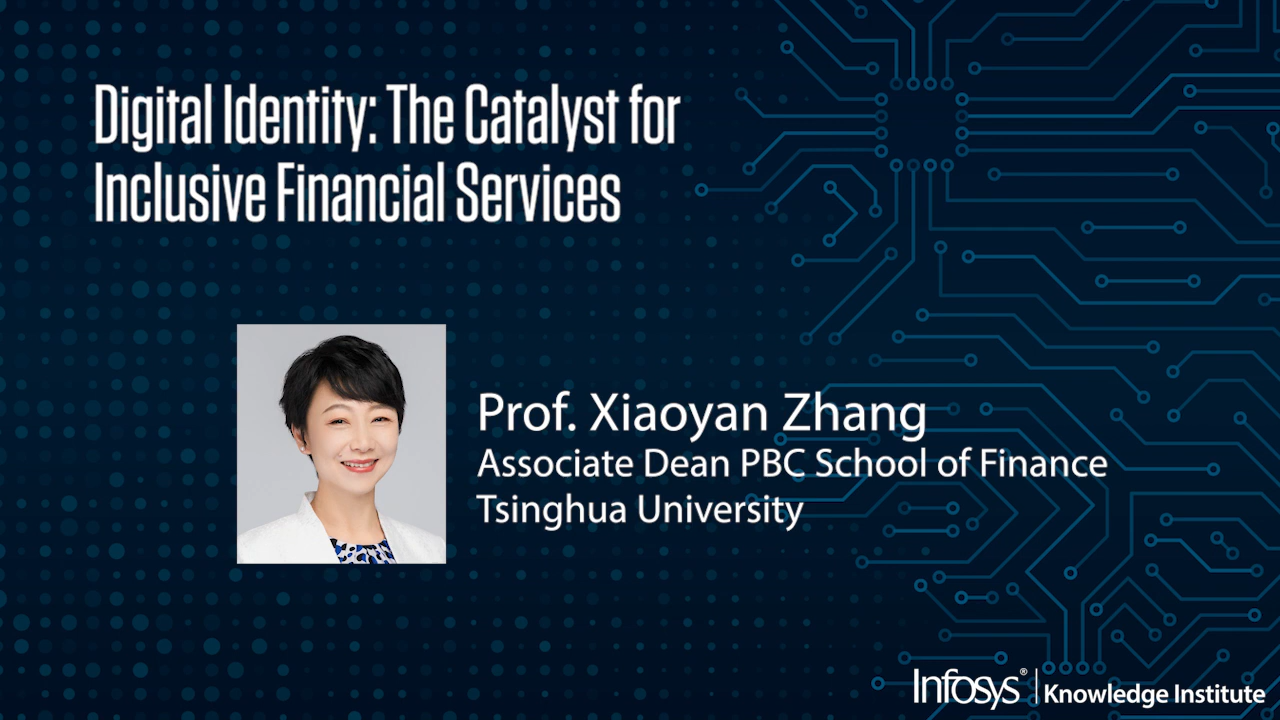 Digital Identity: The Catalyst for
Inclusive Financial Services
Prof. Xiaoyan Zhang
Associate Dean PBC School of Finance
Tsinghua University
Infosys® | Knowledge Institute